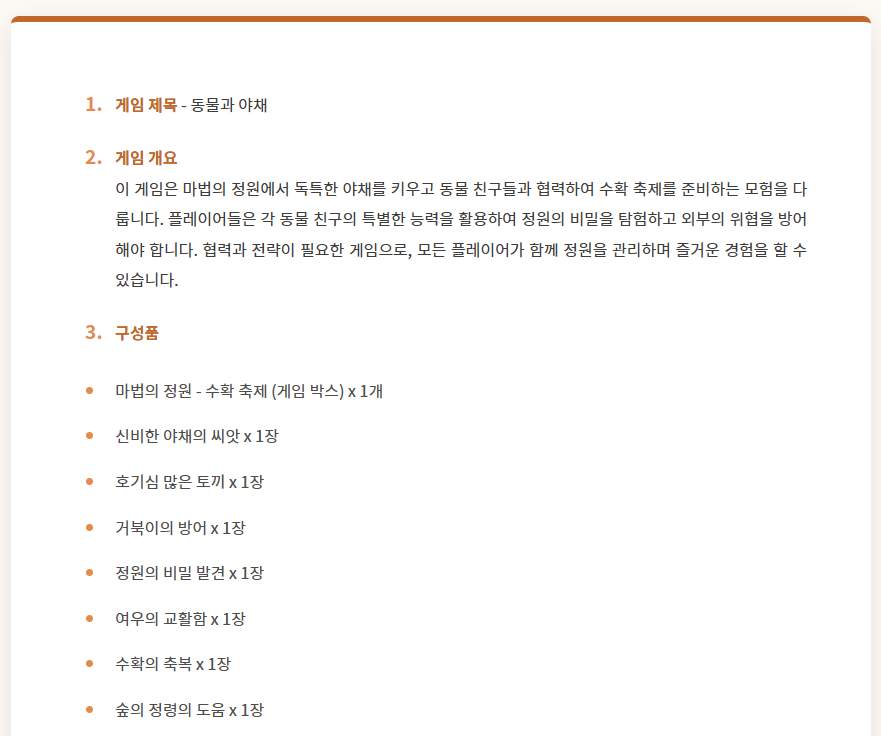 1. 게임 제목 - 동물과 야채
2. 게임 개요
이 게임은 마법의 정원에서 독특한 야채를 키우고 동물 친구들과 협력하여 수확 축제를 준비하는 모험을 다
룹니다. 플레이어들은 각 동물 친구의 특별한 능력을 활용하여 정원의 비밀을 탐험하고 외부의 위협을 방어
해야 합니다. 협력과 전략이 필요한 게임으로, 모든 플레이어가 함께 정원을 관리하며 즐거운 경험을 할 수
있습니다.
3. 구성품
• 마법의 정원 - 수확 축제 (게임 박스) x 1개
• 신비한 야채의 씨앗 x 1장
• 호기심 많은 토끼 x 1장
• 거북이의 방어 x 1장
• 정원의 비밀 발견 x 1장
• 여우의 교활함 x 1장
• 수확의 축복 x 1장
• 숲의 정령의 도움 x 1장